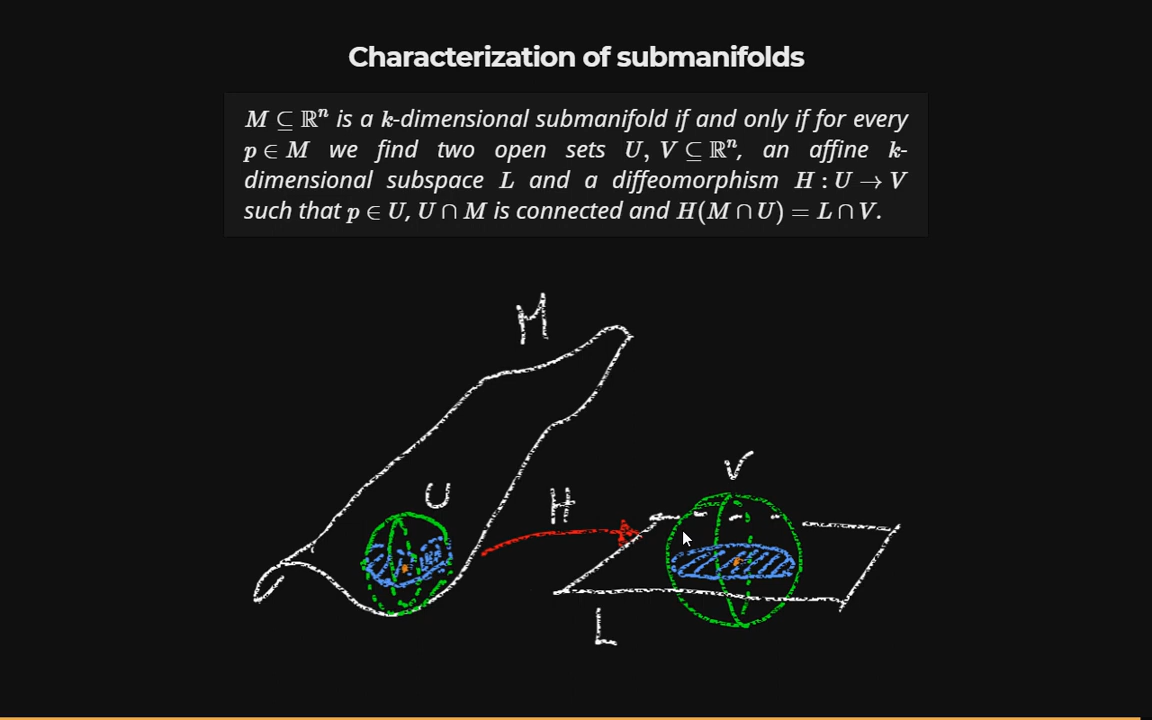 Characterization of submanifolds
M ⊆ ℝⁿ is a k-dimensional submanifold if and only if for every
p ∈ M we find two open sets U, V ⊆ ℝⁿ, an affine k-
dimensional subspace L and a diffeomorphism H : U → V
such that p ∈ U, U ∩ M is connected and H(M ∩ U) = L ∩ V.
M
V
U
H
L